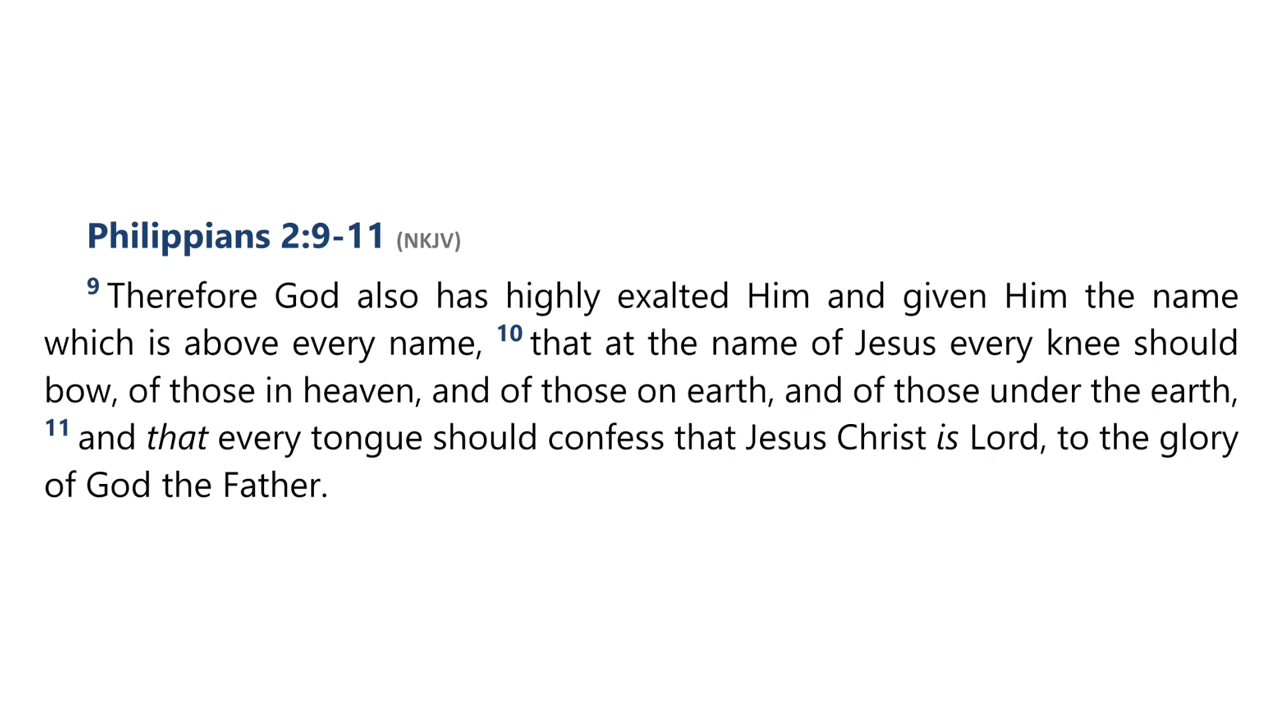 Philippians 2:9-11 (NKJV)
9 Therefore God also has highly exalted Him and given Him the name
which is above every name, 10 that at the name of Jesus every knee should
bow, of those in heaven, and of those on earth, and of those under the earth,
11 and that every tongue should confess that Jesus Christ is Lord, to the glory
of God the Father.